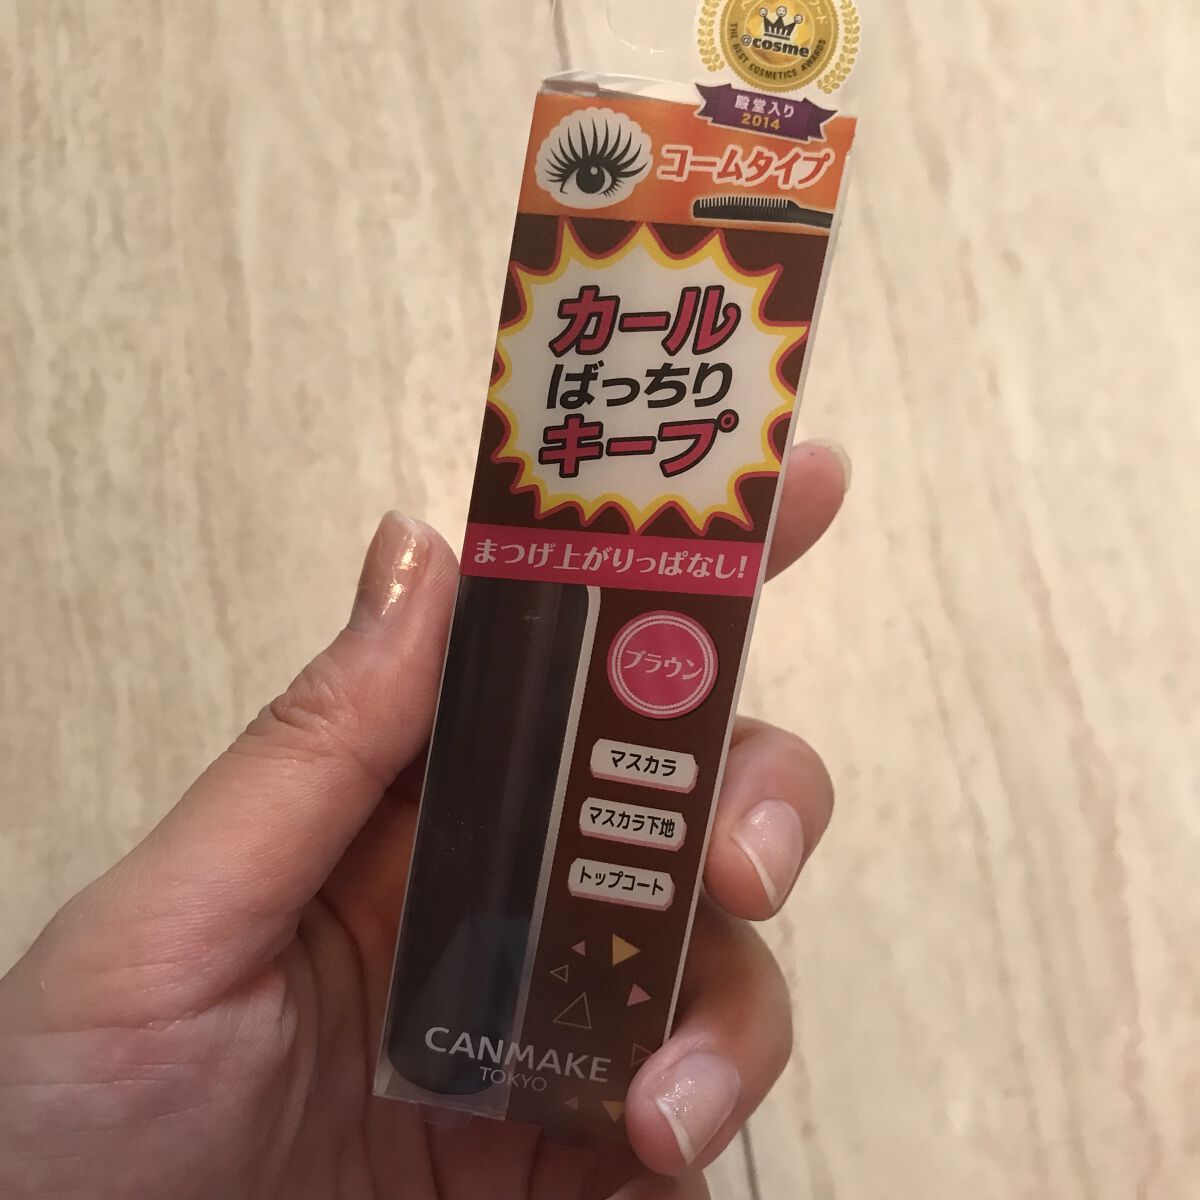 @cosme
THE BEST COSMETICS AWARDS
殿堂入り
2014
コームタイプ
カール
ばっちり
キープ
まつげ上がりっぱなし!
ブラウン
マスカラ
マスカラ下地
トップコート
CANMAKE
TOKYO